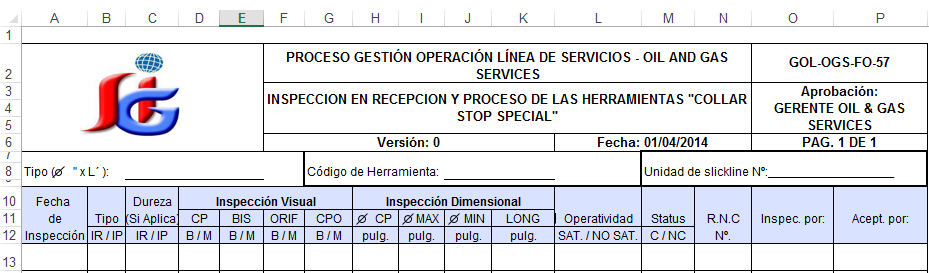 A B C D E F G H I J K L M N O P
1
2
3
4
5
6
7
8
10
11
12
13
SIG
PROCESO GESTIÓN OPERACIÓN LÍNEA DE SERVICIOS - OIL AND GAS
SERVICES
GOL-OGS-FO-57
INSPECCION EN RECEPCION Y PROCESO DE LAS HERRAMIENTAS "COLLAR
STOP SPECIAL"
Aprobación:
GERENTE OIL & GAS
SERVICES
Versión: 0 Fecha: 01/04/2014 PAG. 1 DE 1
Tipo (Ø " x L´ ): Código de Herramienta: Unidad de slickline Nº:
Fecha Dureza Inspección Visual Inspección Dimensional
de Tipo (Si Aplica) CP BIS ORIF CPO Ø CP Ø MAX Ø MIN LONG Operatividad Status R.N.C Inspec. por: Acept. por:
Inspección IR / IP IR / IP B / M B / M B / M B / M pulg. pulg. pulg. pulg. SAT. / NO SAT. C / NC Nº.